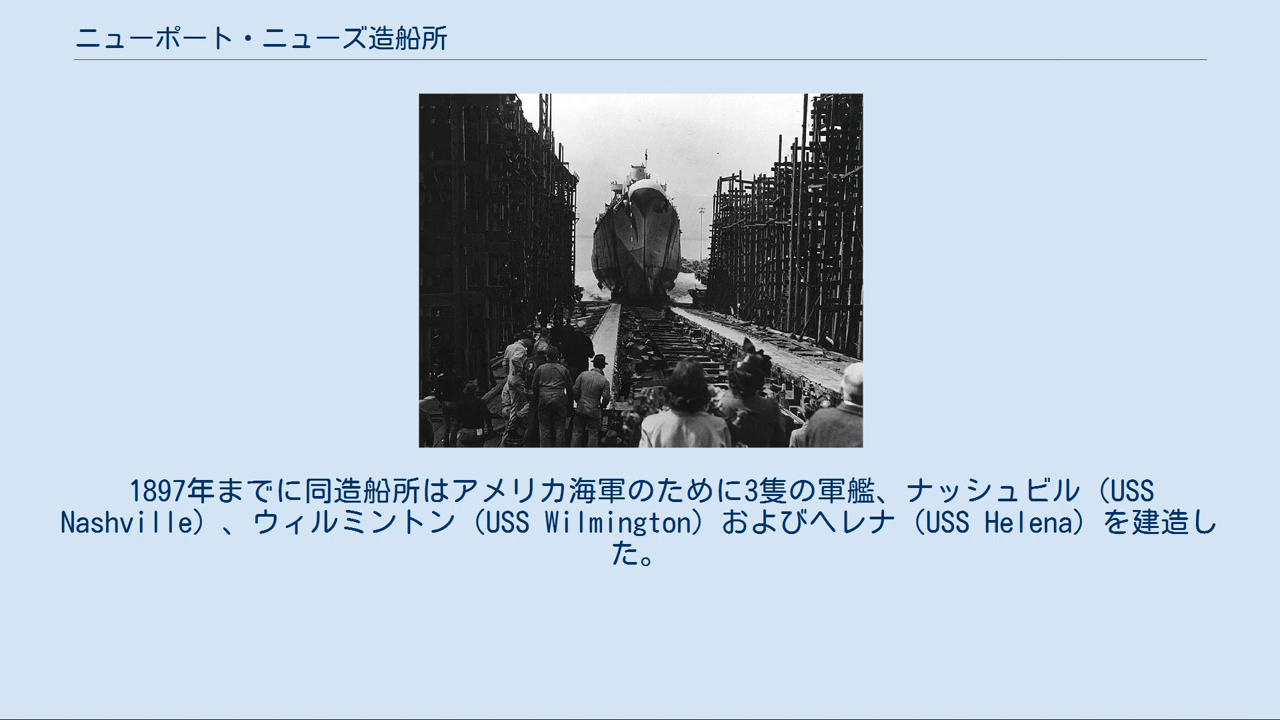 ニューポート・ニューズ造船所
1897年までに同造船所はアメリカ海軍のために3隻の軍艦、ナッシュビル（USS
Nashville）、ウィルミントン（USS Wilmington）およびヘレナ（USS Helena）を建造し
た。